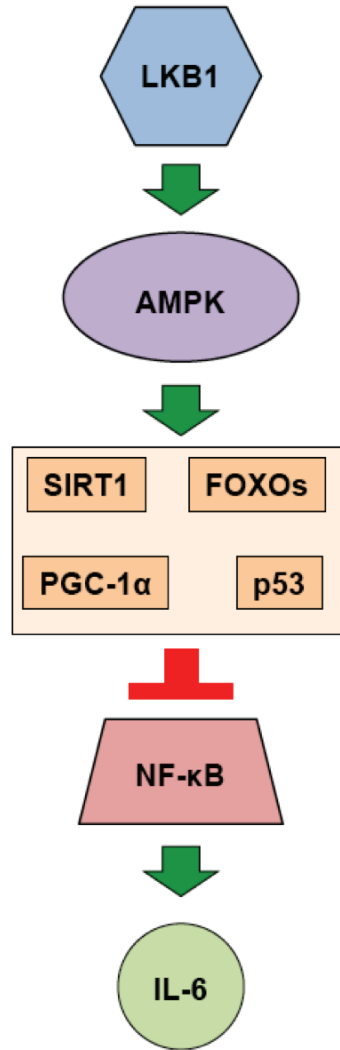 LKB1
AMPK
SIRT1 FOXOs
PGC-1α p53
NF-κB
IL-6